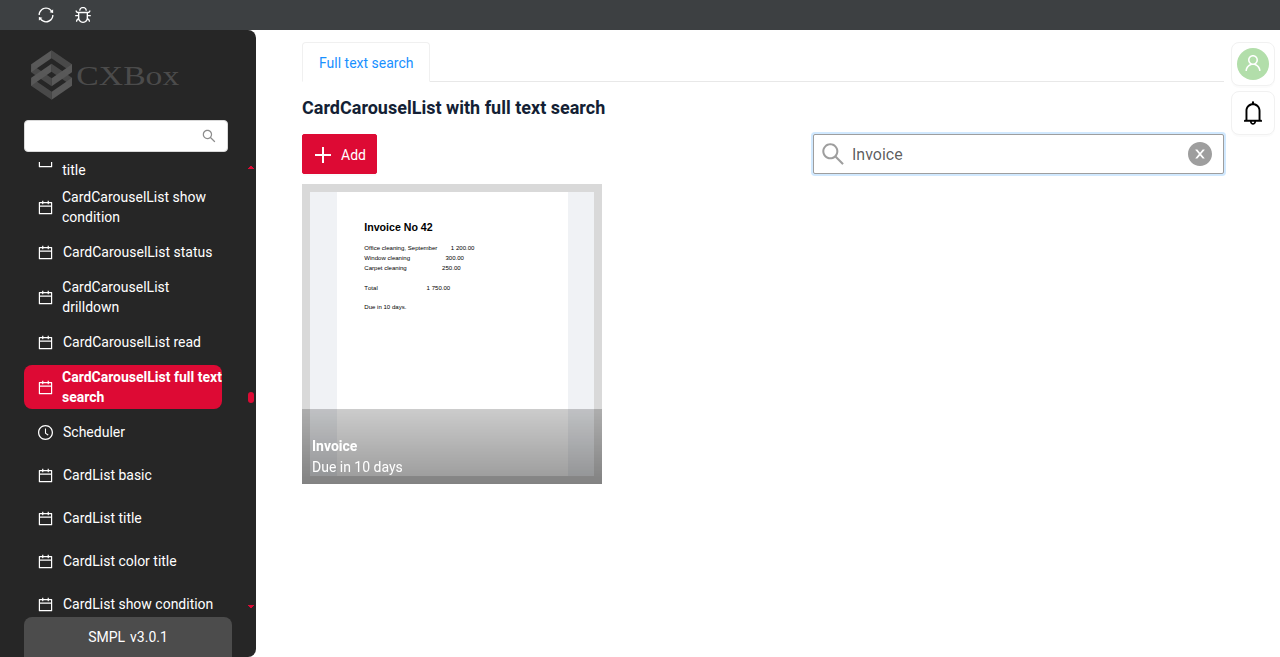 CXBox
title
CardCarouselList show
condition
CardCarouselList status
CardCarouselList
drilldown
CardCarouselList read
CardCarouselList full text
search
Scheduler
CardList basic
CardList title
CardList color title
CardList show condition
SMPL v3.0.1
Full text search
CardCarouselList with full text search
Add
Invoice
Invoice No 42
Office cleaning, September 1 200.00
Window cleaning 300.00
Carpet cleaning 250.00
Total 1 750.00
Due in 10 days.
Invoice
Due in 10 days